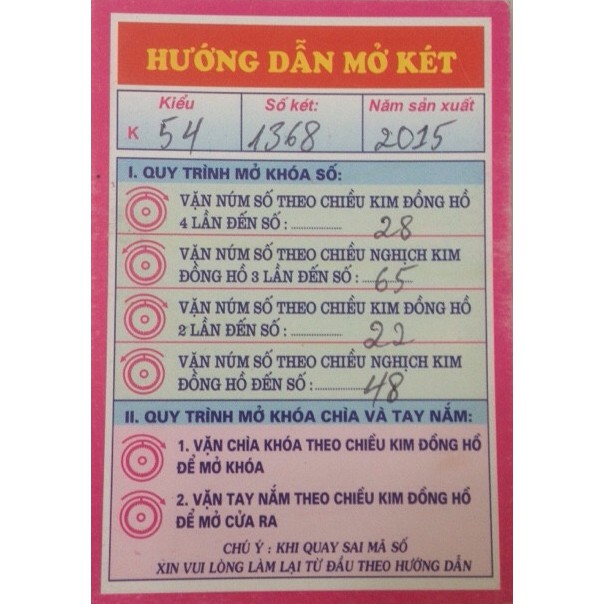 HƯỚNG DẪN MỞ KÉT
Kiểu Số két: Năm sản xuất
K 54 1368 2015
I. QUY TRÌNH MỞ KHÓA SỐ:
VẶN NÚM SỐ THEO CHIỀU KIM ĐỒNG HỒ
4 LẦN ĐẾN SỐ : .................... 28
VẶN NÚM SỐ THEO CHIỀU NGHỊCH KIM
ĐỒNG HỒ 3 LẦN ĐẾN SỐ : .................... 65
VẶN NÚM SỐ THEO CHIỀU KIM ĐỒNG HỒ
2 LẦN ĐẾN SỐ : .................... 22
VẶN NÚM SỐ THEO CHIỀU NGHỊCH KIM
ĐỒNG HỒ ĐẾN SỐ : .................... 48
II. QUY TRÌNH MỞ KHÓA CHÌA VÀ TAY NẮM:
1. VẶN CHÌA KHÓA THEO CHIỀU KIM ĐỒNG HỒ
ĐỂ MỞ KHÓA
2. VẶN TAY NẮM THEO CHIỀU KIM ĐỒNG HỒ
ĐỂ MỞ CỬA RA
CHÚ Ý : KHI QUAY SAI MÃ SỐ
XIN VUI LÒNG LÀM LẠI TỪ ĐẦU THEO HƯỚNG DẪN